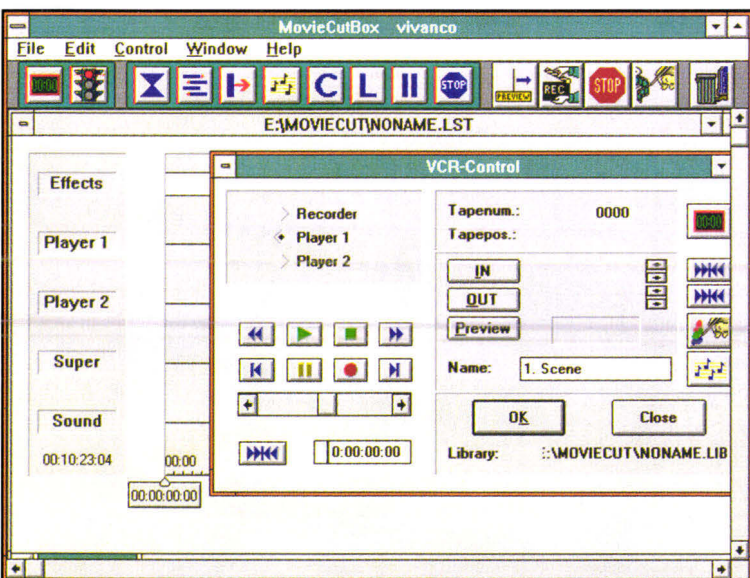 MovieCutBox vivanco
File Edit Control Window Help
00:00
C L STOP PREVIEW REC STOP
E:\MOVIECUT\NONAME.LST
VCR-Control
Effects
Player 1
Player 2
Super
Sound
00:10:23:04
00:00
00:00:00:00
Recorder
Player 1
Player 2
0:00:00:00
Tapenum.: 0000
Tapepos.:
00:00
IN
OUT
Preview
Name: 1. Scene
OK Close
Library: ::\MOVIECUT\NONAME.LIB